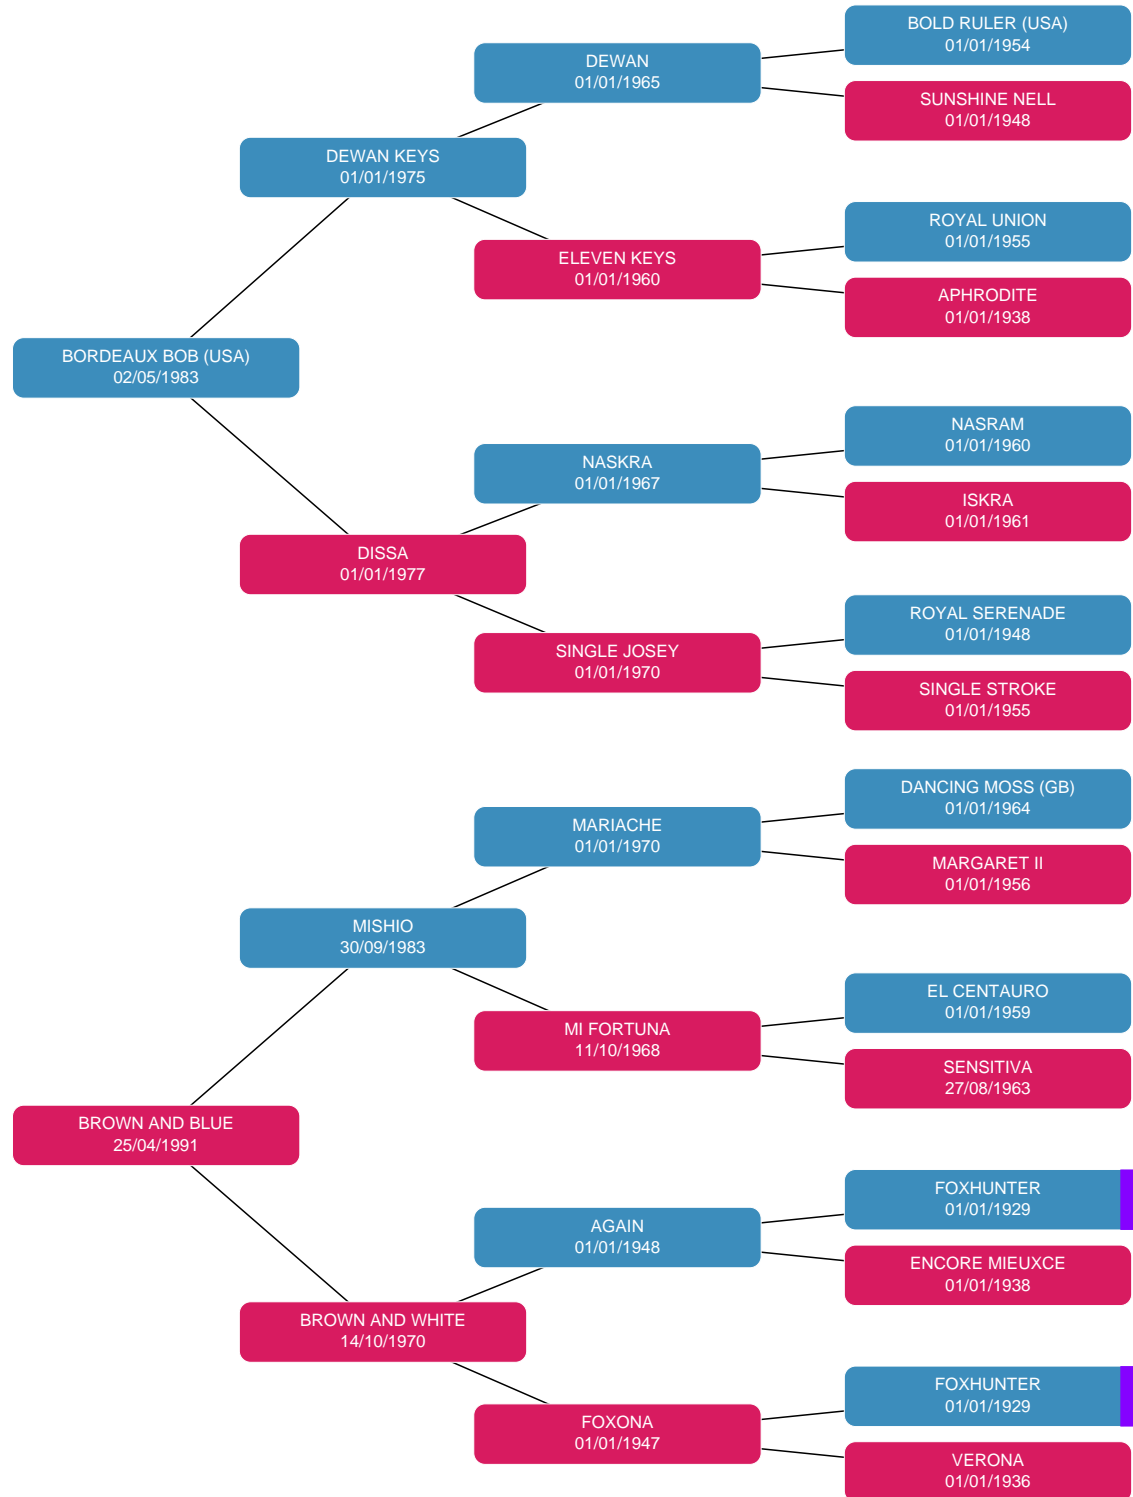 BOLD RULER (USA)
01/01/1954
DEWAN
01/01/1965
SUNSHINE NELL
01/01/1948
DEWAN KEYS
01/01/1975
ROYAL UNION
01/01/1955
ELEVEN KEYS
01/01/1960
APHRODITE
01/01/1938
BORDEAUX BOB (USA)
02/05/1983
NASRAM
01/01/1960
NASKRA
01/01/1967
ISKRA
01/01/1961
DISSA
01/01/1977
ROYAL SERENADE
01/01/1948
SINGLE JOSEY
01/01/1970
SINGLE STROKE
01/01/1955
DANCING MOSS (GB)
01/01/1964
MARIACHE
01/01/1970
MARGARET II
01/01/1956
MISHIO
30/09/1983
EL CENTAURO
01/01/1959
MI FORTUNA
11/10/1968
SENSITIVA
27/08/1963
BROWN AND BLUE
25/04/1991
FOXHUNTER
01/01/1929
AGAIN
01/01/1948
ENCORE MIEUXCE
01/01/1938
BROWN AND WHITE
14/10/1970
FOXHUNTER
01/01/1929
FOXONA
01/01/1947
VERONA
01/01/1936